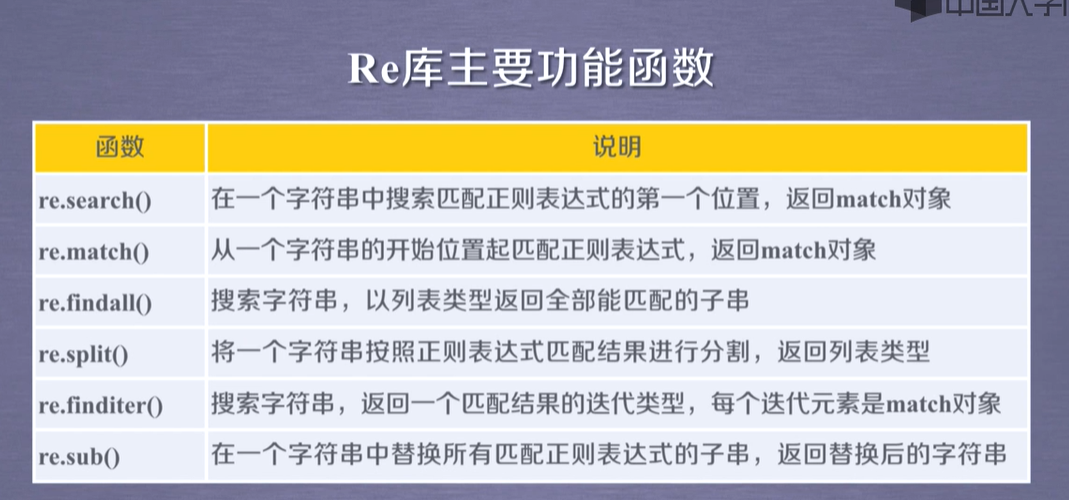 中国大学
Re库主要功能函数
函数 说明
re.search() 在一个字符串中搜索匹配正则表达式的第一个位置，返回match对象
re.match() 从一个字符串的开始位置起匹配正则表达式，返回match对象
re.findall() 搜索字符串，以列表类型返回全部能匹配的子串
re.split() 将一个字符串按照正则表达式匹配结果进行分割，返回列表类型
re.finditer() 搜索字符串，返回一个匹配结果的迭代类型，每个迭代元素是match对象
re.sub() 在一个字符串中替换所有匹配正则表达式的子串，返回替换后的字符串